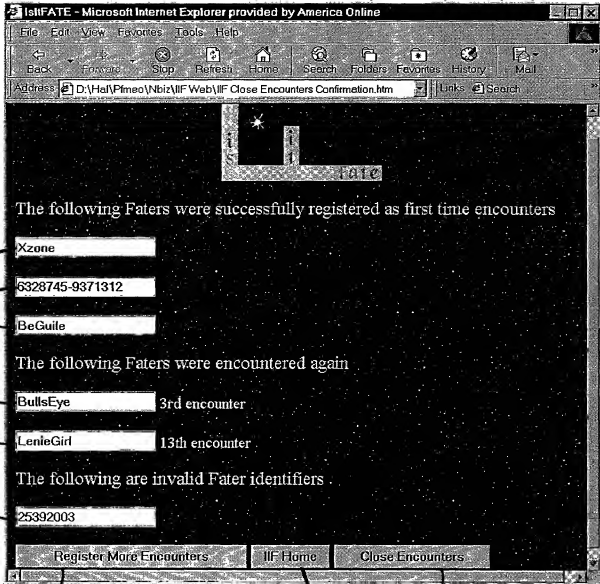 IsItFATE - Microsoft Internet Explorer provided by America Online
File Edit View Favorites Tools Help
Back Forward Stop Refresh Home Search Folders Favorites History Mail
Address D:\Hal\Pfmeo\Nbiz\IIF Web\IIF Close Encounters Confirmation.htm Links Search
is it fate
The following Faters were successfully registered as first time encounters
Xzone
6328745-9371312
BeGuile
The following Faters were encountered again
BullsEye 3rd encounter
LenieGirl 13th encounter
The following are invalid Fater identifiers
25392003
Register More Encounters IIF Home Close Encounters